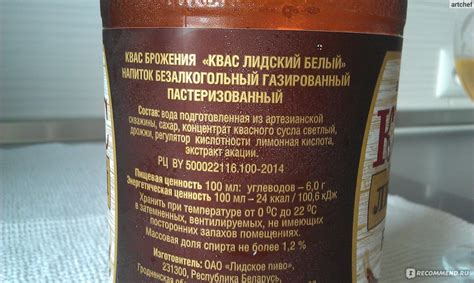 artchef
КВАС БРОЖЕНИЯ «КВАС ЛИДСКИЙ БЕЛЫЙ»
НАПИТОК БЕЗАЛКОГОЛЬНЫЙ ГАЗИРОВАННЫЙ
ПАСТЕРИЗОВАННЫЙ
Состав: вода подготовленная из артезианской
скважины, сахар, концентрат квасного сусла светлый,
дрожжи, регулятор кислотности лимонная кислота,
экстракт акации.
РЦ BY 500022116.100-2014
Пищевая ценность 100 мл: углеводов – 6,0 г
Энергетическая ценность 100 мл – 24 ккал / 100,6 кДж
Хранить при температуре от 0 °С до 22 °С
в затемненных, вентилируемых, не имеющих
посторонних запахов помещениях.
Массовая доля спирта не более 1,2 %
Изготовитель: ОАО «Лидское пиво»,
231300, Республика Беларусь,
Гродненская
RECOMMEND.RU